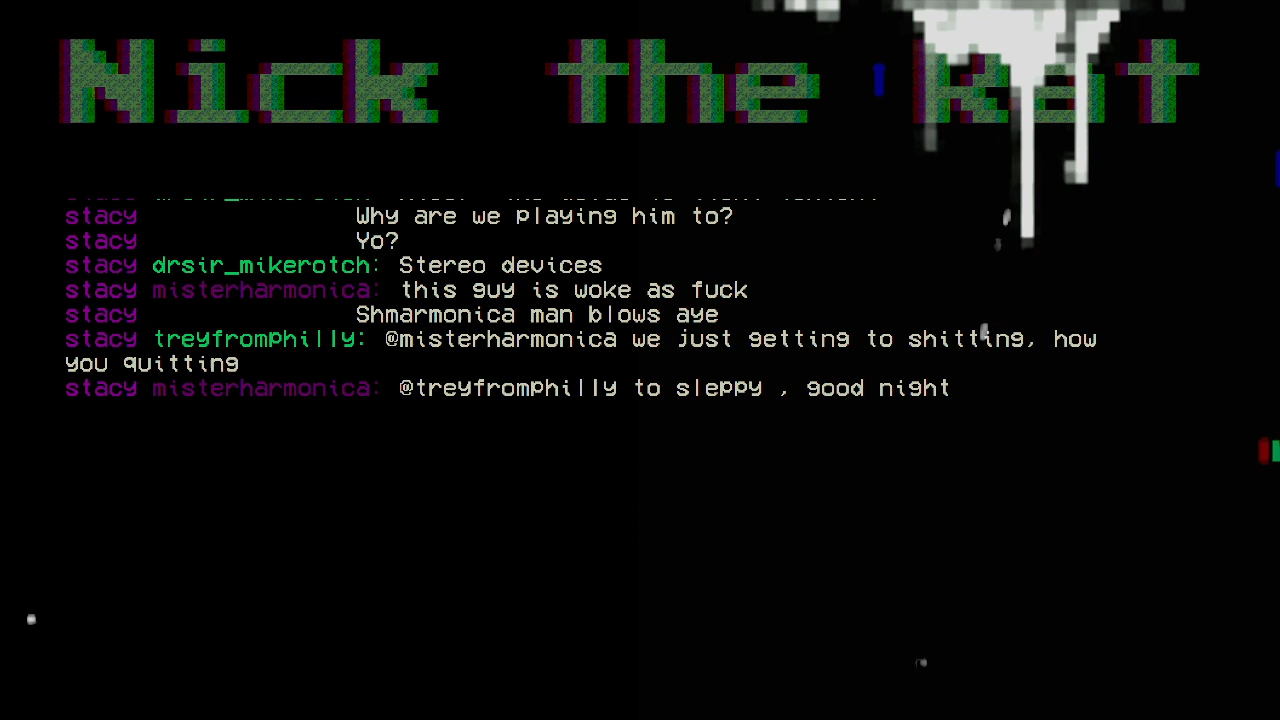 Nick the Kat
stacy Why are we playing him to?
stacy Yo?
stacy drsir_mikerotch: Stereo devices
stacy misterharmonica: this guy is woke as fuck
stacy Shmarmonica man blows aye
stacy treyfromphilly: @misterharmonica we just getting to shitting, how
you quitting
stacy misterharmonica: @treyfromphilly to sleppy , good night